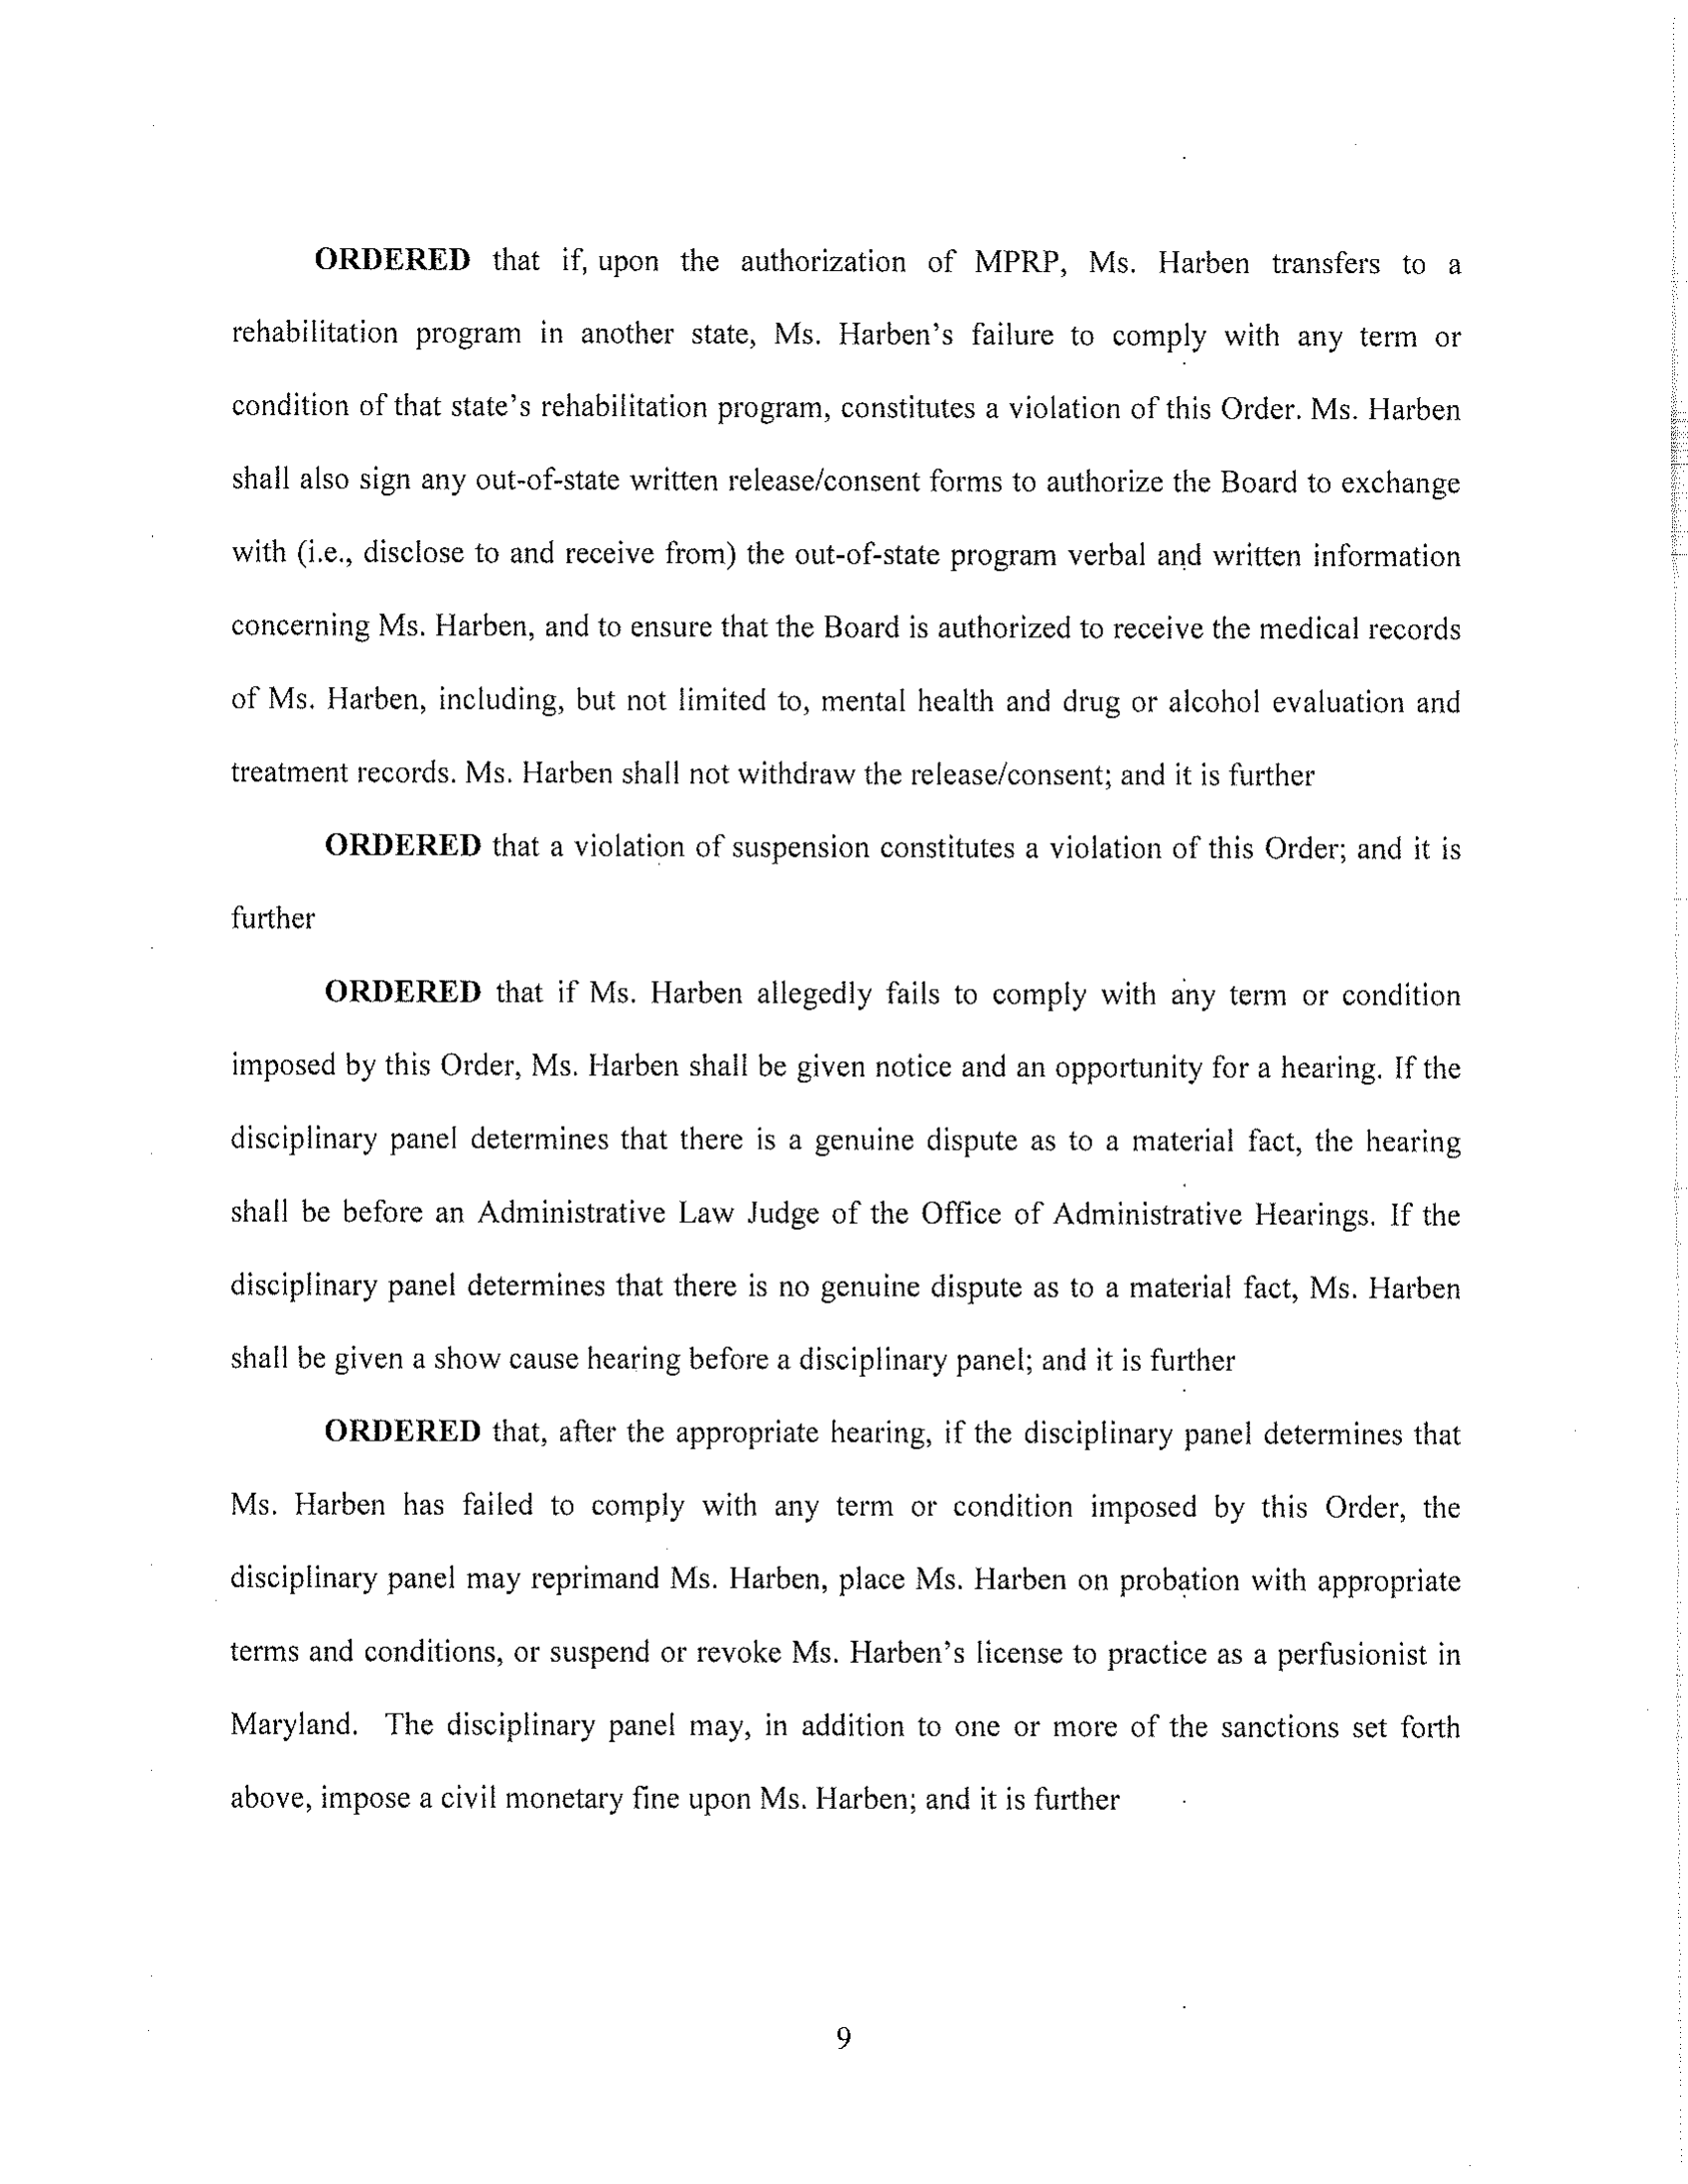 ORDERED that if, upon the authorization of MPRP, Ms. Harben transfers to a
rehabilitation program in another state, Ms. Harben's failure to comply with any term or
condition of that state's rehabilitation program, constitutes a violation of this Order. Ms. Harben
shall also sign any out-of-state written release/consent forms to authorize the Board to exchange
with (i.e., disclose to and receive from) the out-of-state program verbal and written information
concerning Ms. Harben, and to ensure that the Board is authorized to receive the medical records
of Ms. Harben, including, but not limited to, mental health and drug or alcohol evaluation and
treatment records. Ms. Harben shall not withdraw the release/consent; and it is further
ORDERED that a violation of suspension constitutes a violation of this Order; and it is
further
ORDERED that if Ms. Harben allegedly fails to comply with any term or condition
imposed by this Order, Ms. Harben shall be given notice and an opportunity for a hearing. If the
disciplinary panel determines that there is a genuine dispute as to a material fact, the hearing
shall be before an Administrative Law Judge of the Office of Administrative Hearings. If the
disciplinary panel determines that there is no genuine dispute as to a material fact, Ms. Harben
shall be given a show cause hearing before a disciplinary panel; and it is further
ORDERED that, after the appropriate hearing, if the disciplinary panel determines that
Ms. Harben has failed to comply with any term or condition imposed by this Order, the
disciplinary panel may reprimand Ms. Harben, place Ms. Harben on probation with appropriate
terms and conditions, or suspend or revoke Ms. Harben's license to practice as a perfusionist in
Maryland. The disciplinary panel may, in addition to one or more of the sanctions set forth
above, impose a civil monetary fine upon Ms. Harben; and it is further
9